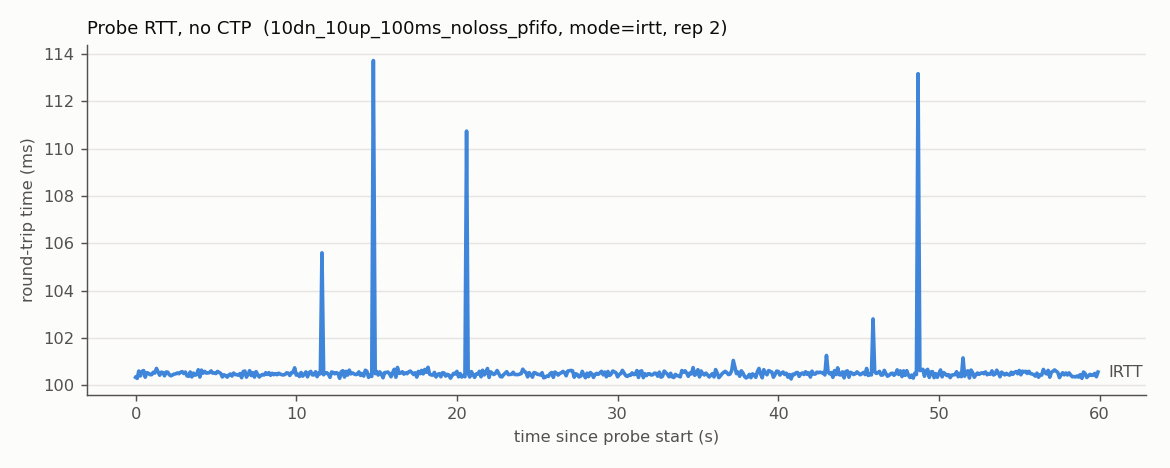 Probe RTT, no CTP  (10dn_10up_100ms_noloss_pfifo, mode=irtt, rep 2)
114
112
110
108
106
104
102
100
round-trip time (ms)
IRTT
0 10 20 30 40 50 60
time since probe start (s)